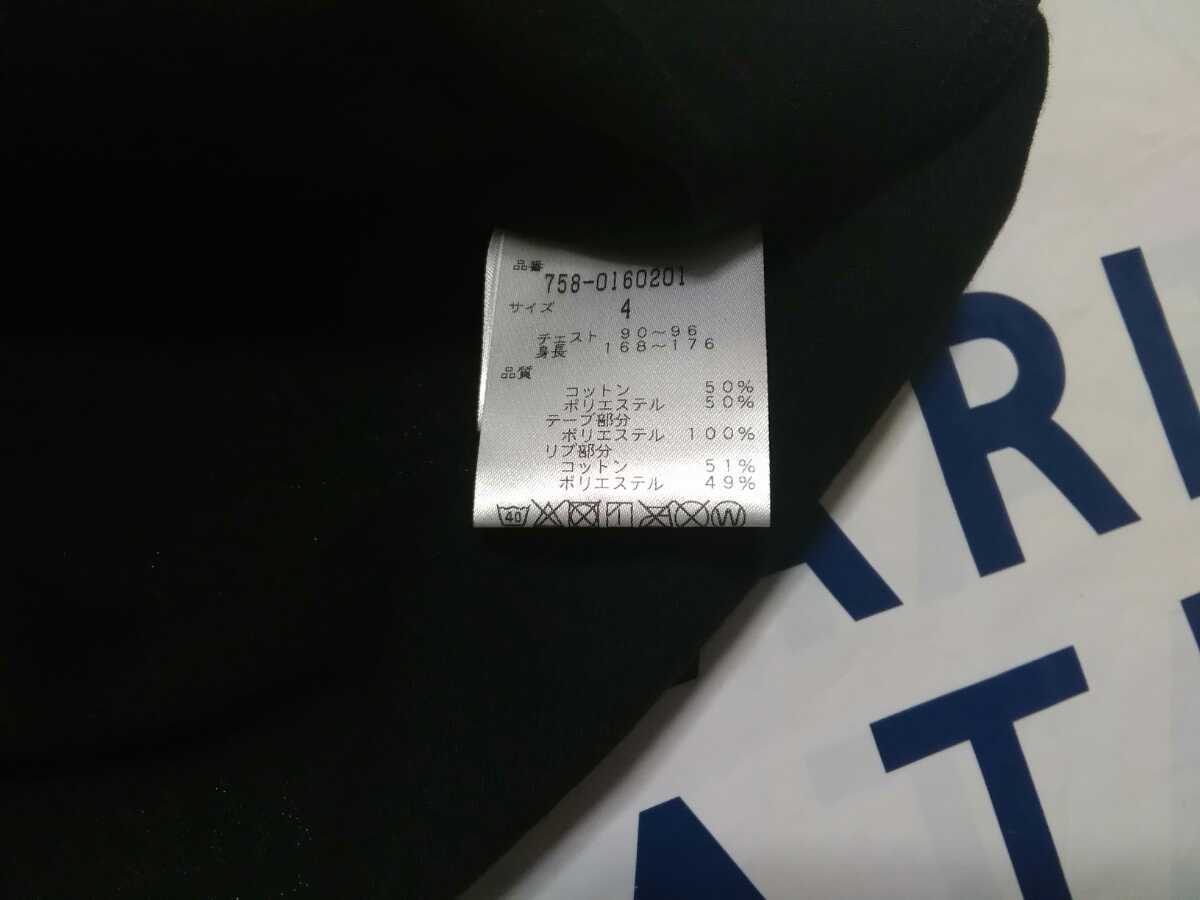 品番
758-0160201
サイズ 4
チェスト 90～96
身長 168～176
品質
コットン 50%
ポリエステル 50%
テープ部分
ポリエステル 100%
リブ部分
コットン 51%
ポリエステル 49%
40 W
ARI
AT